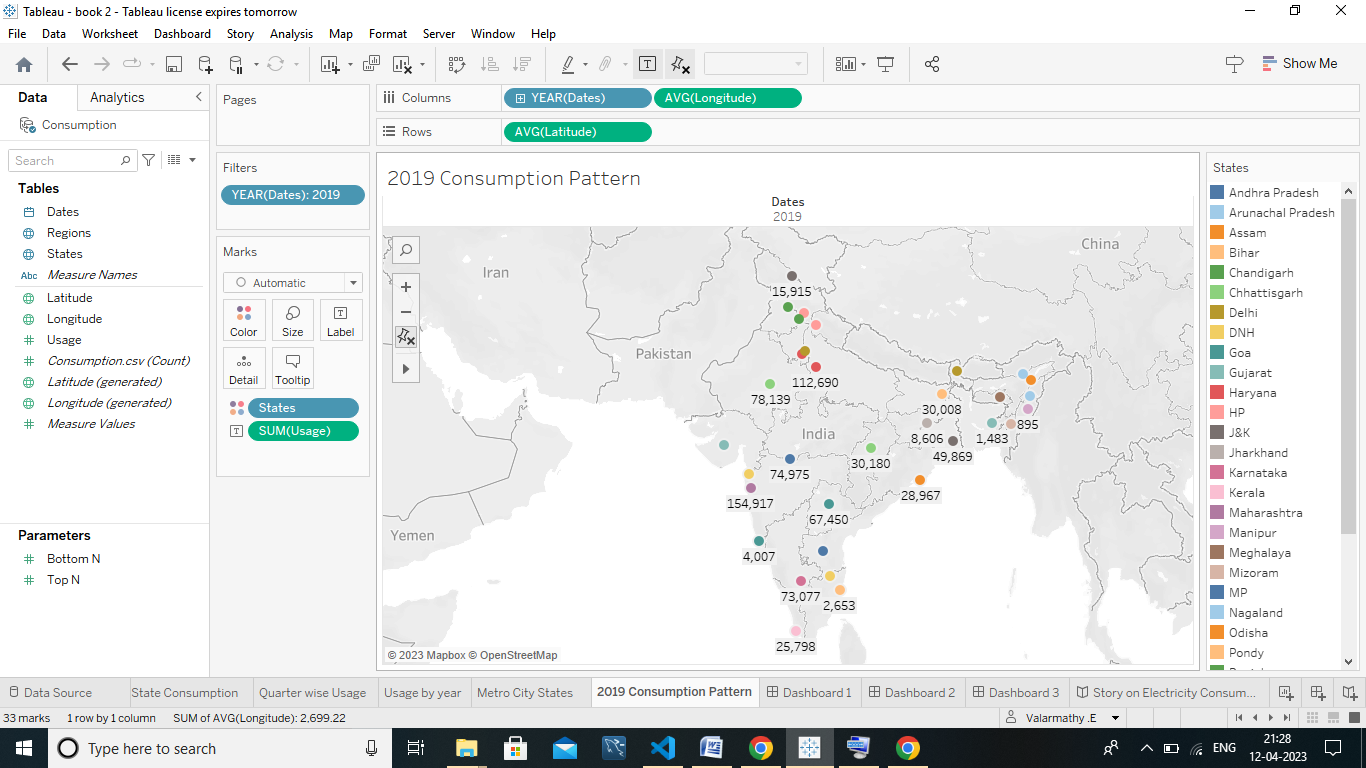 Tableau - book 2 - Tableau license expires tomorrow
File Data Worksheet Dashboard Story Analysis Map Format Server Window Help
Show Me
Data Analytics
Consumption
Search
Tables
Dates
Regions
States
Abc Measure Names
Latitude
Longitude
Usage
Consumption.csv (Count)
Latitude (generated)
Longitude (generated)
Measure Values
Parameters
Bottom N
Top N
Pages
Filters
YEAR(Dates): 2019
Marks
Automatic
Color Size Label
Detail Tooltip
States
SUM(Usage)
Columns YEAR(Dates) AVG(Longitude)
Rows AVG(Latitude)
2019 Consumption Pattern
Dates
2019
China
Iran
15,915
Pakistan
112,690
78,139
30,008
India
8,606
1,483
895
49,869
30,180
74,975
28,967
154,917
67,450
Yemen
4,007
73,077
2,653
25,798
© 2023 Mapbox © OpenStreetMap
States
Andhra Pradesh
Arunachal Pradesh
Assam
Bihar
Chandigarh
Chhattisgarh
Delhi
DNH
Goa
Gujarat
Haryana
HP
J&K
Jharkhand
Karnataka
Kerala
Maharashtra
Manipur
Meghalaya
Mizoram
MP
Nagaland
Odisha
Pondy
Data Source State Consumption Quarter wise Usage Usage by year Metro City States 2019 Consumption Pattern Dashboard 1 Dashboard 2 Dashboard 3 Story on Electricity Consum...
33 marks 1 row by 1 column SUM of AVG(Longitude): 2,699.22 Valarmathy .E
Type here to search
ENG
21:28
12-04-2023